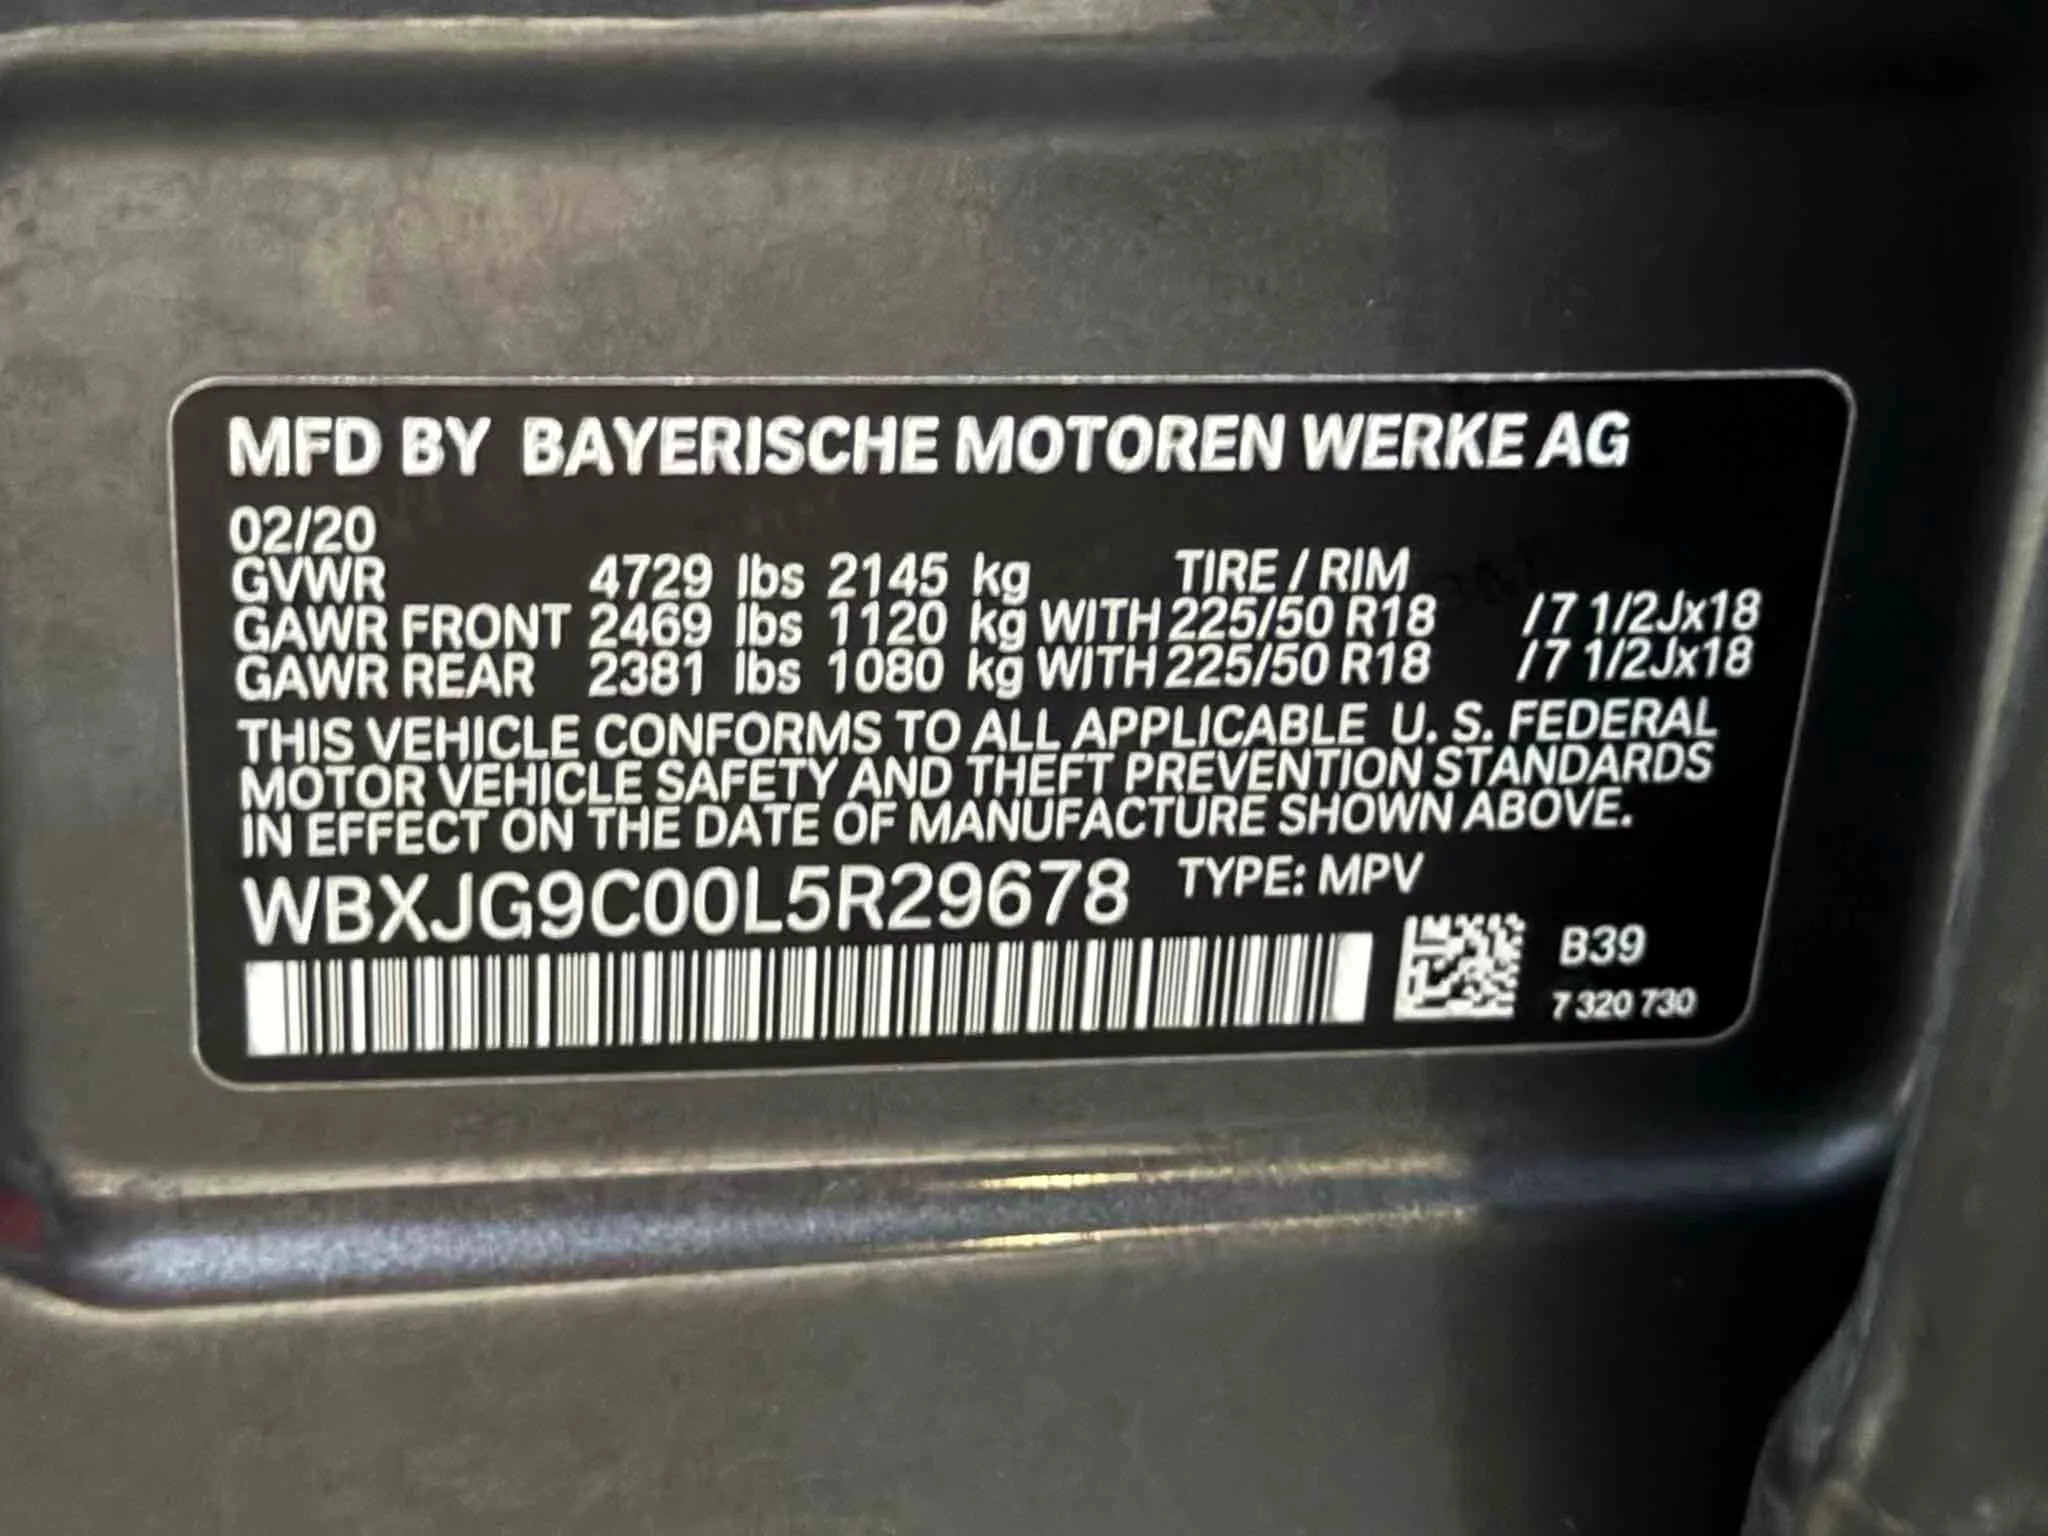 MFD BY BAYERISCHE MOTOREN WERKE AG
02/20
GVWR 4729 lbs 2145 kg TIRE / RIM
GAWR FRONT 2469 lbs 1120 kg WITH 225/50 R18 /7 1/2Jx18
GAWR REAR 2381 lbs 1080 kg WITH 225/50 R18 /7 1/2Jx18
THIS VEHICLE CONFORMS TO ALL APPLICABLE U. S. FEDERAL
MOTOR VEHICLE SAFETY AND THEFT PREVENTION STANDARDS
IN EFFECT ON THE DATE OF MANUFACTURE SHOWN ABOVE.
WBXJG9C00L5R29678 TYPE: MPV
B39
7 320 730